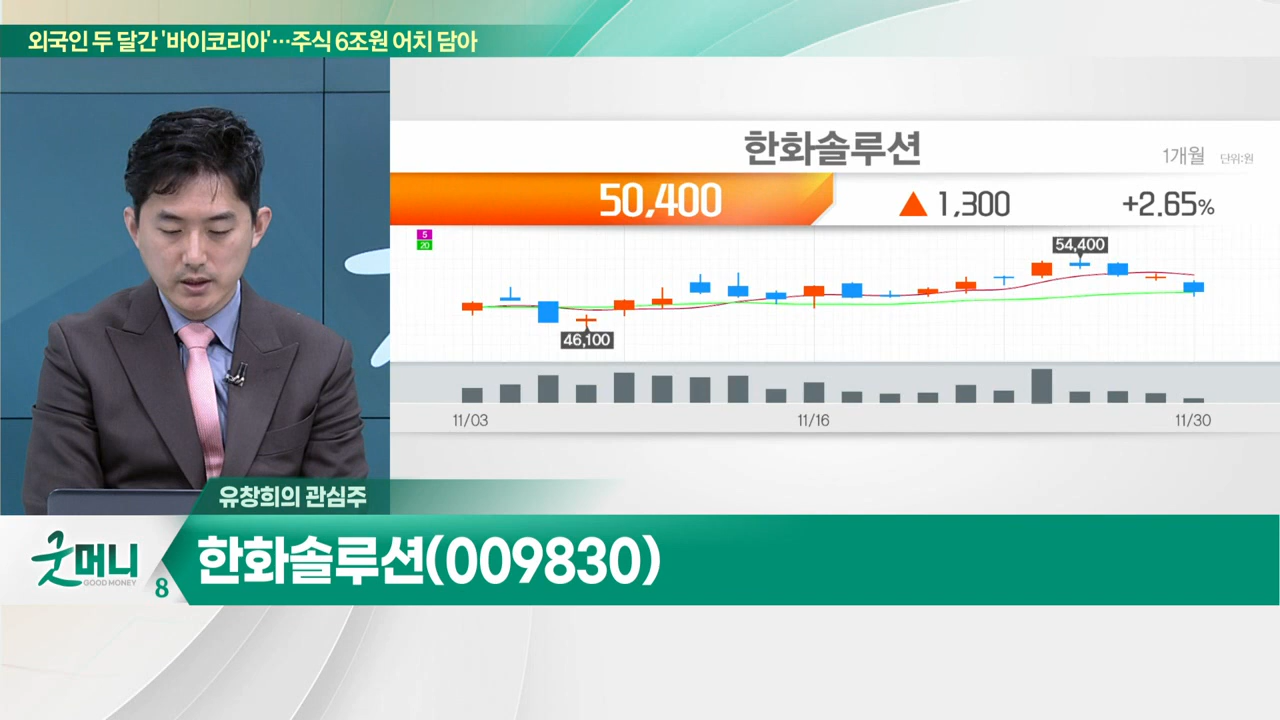 외국인 두 달간 '바이코리아'…주식 6조원 어치 담아
한화솔루션
1개월 단위:원
50,400 ▲ 1,300 +2.65%
5
20
54,400
46,100
11/03 11/16 11/30
유창희의 관심주
굿머니
GOOD MONEY
8
한화솔루션(009830)